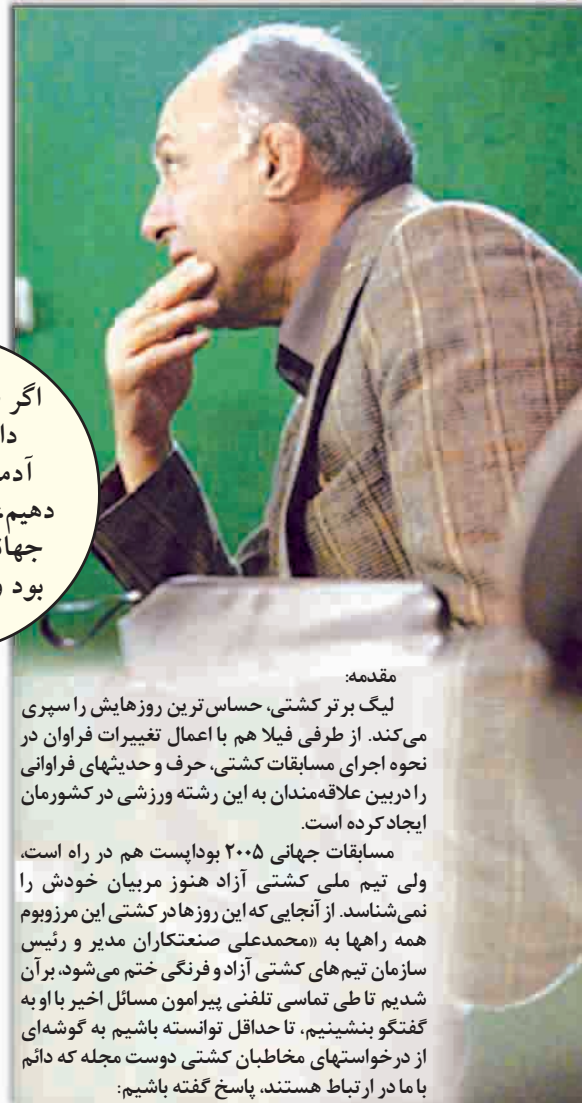 اگر
دا
آدم
دهیم،
جها
بود و
مقدمه:
لیگ برتر کشتی، حساس‌ترین روزهایش را سپری
می‌کند. از طرفی فیلا هم با اعمال تغییرات فراوان در
نحوه اجرای مسابقات کشتی، حرف و حدیثهای فراوانی
را دربین علاقه‌مندان به این رشته ورزشی در کشورمان
ایجاد کرده است.
مسابقات جهانی ۲۰۰۵ بوداپست هم در راه است،
ولی تیم ملی کشتی آزاد هنوز مربیان خودش را
نمی‌شناسد. از آنجایی که این روزها در کشتی این مرزوبوم
همه راهها به «محمدعلی صنعتکاران مدیر و رئیس
سازمان تیم‌های کشتی آزاد و فرنگی ختم می‌شود، برآن
شدیم تا طی تماسی تلفنی پیرامون مسائل اخیر با او به
گفتگو بنشینیم، تا حداقل توانسته باشیم به گوشه‌ای
از درخواستهای مخاطبان کشتی دوست مجله که دائم
با ما در ارتباط هستند، پاسخ گفته باشیم: